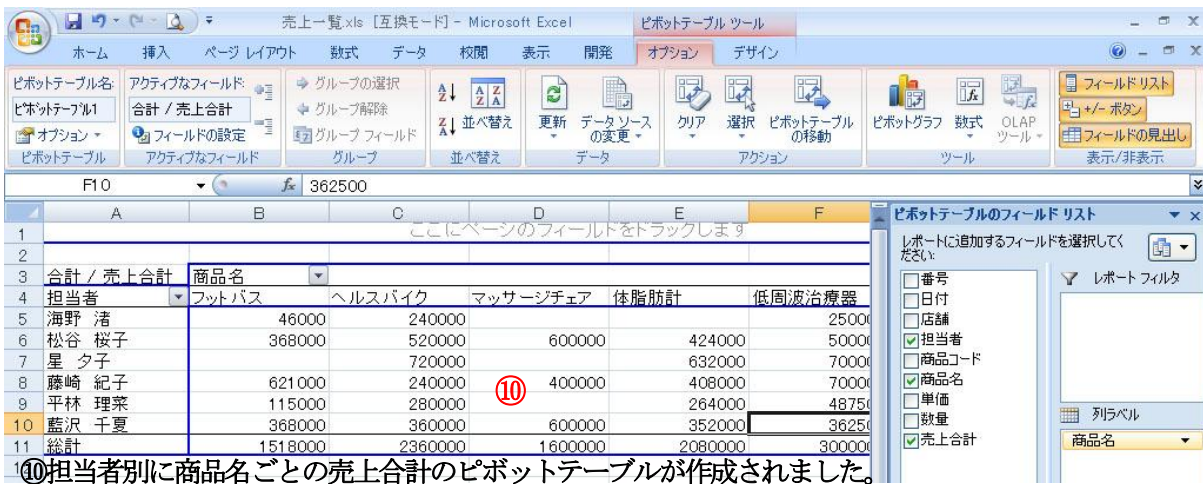 売上一覧.xls [互換モード] - Microsoft Excel ピボットテーブル ツール
ホーム 挿入 ページ レイアウト 数式 データ 校閲 表示 開発 オプション デザイン
ピボットテーブル名: アクティブなフィールド: グループの選択
ピボットテーブル1 合計 / 売上合計 グループ解除
オプション フィールドの設定 グループ フィールド 並べ替え 更新 データ ソースの変更 クリア 選択 ピボットテーブルの移動 ピボットグラフ 数式 OLAP ツール フィールド リスト
+/- ボタン
フィールドの見出し
ピボットテーブル アクティブなフィールド グループ 並べ替え データ アクション ツール 表示/非表示
F10 fx 362500
A B C D E F
1 ここにページのフィールドをドラッグします
2
3 合計 / 売上合計 商品名
4 担当者 フットバス ヘルスバイク マッサージチェア 体脂肪計 低周波治療器
5 海野 渚 46000 240000 25000
6 松谷 桜子 368000 520000 600000 424000 50000
7 星 夕子 720000 632000 70000
8 藤崎 紀子 621000 240000 400000 408000 70000
9 平林 理菜 115000 280000 264000 48750
10 藍沢 千夏 368000 360000 600000 352000 36250
11 総計 1518000 2360000 1600000 2080000 300000
⑩
⑩担当者別に商品名ごとの売上合計のピボットテーブルが作成されました。
ピボットテーブルのフィールド リスト
レポートに追加するフィールドを選択してく
ださい:
番号
日付
店舗
担当者
商品コード
商品名
単価
数量
売上合計
レポート フィルタ
列ラベル
商品名